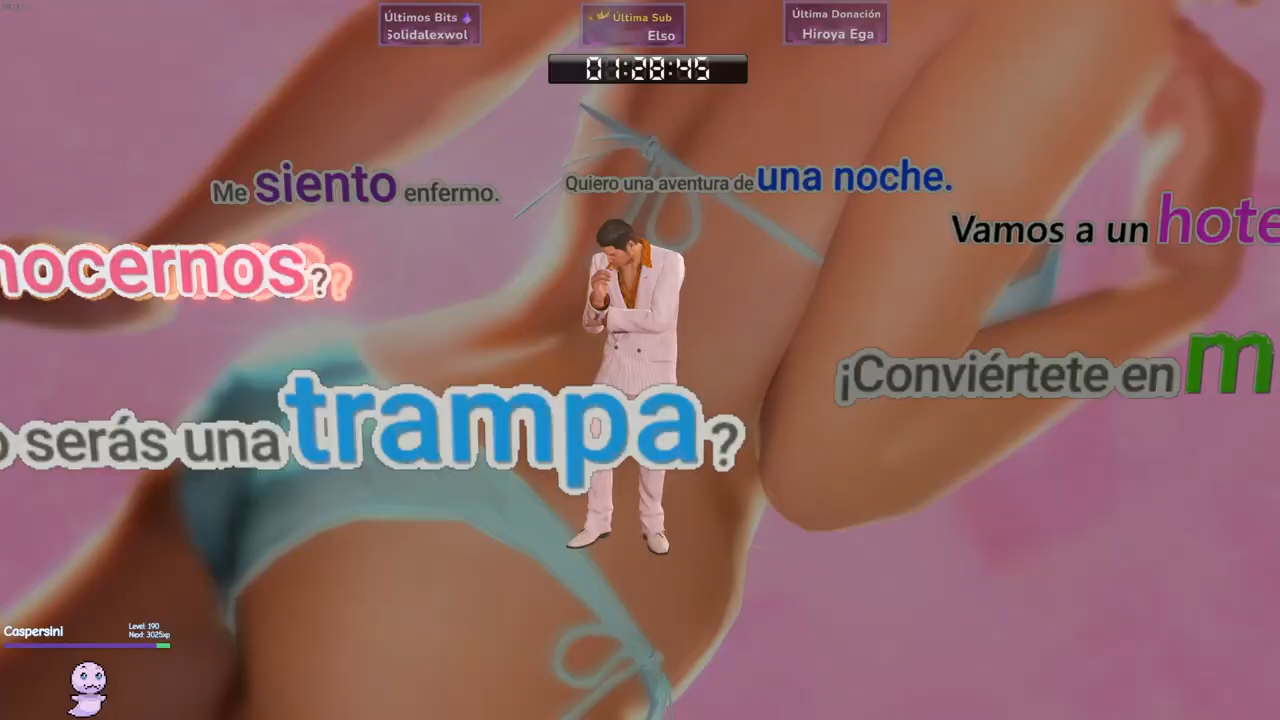 Últimos Bits
Solidalexwol
Última Sub
Elso
Última Donación
Hiroya Ega
01:28:45
Me siento enfermo.
Quiero una aventura de una noche.
Vamos a un hote
nocernos??
¡Conviértete en m
o serás una trampa?
Caspersini
Level: 190
Next: 3025xp